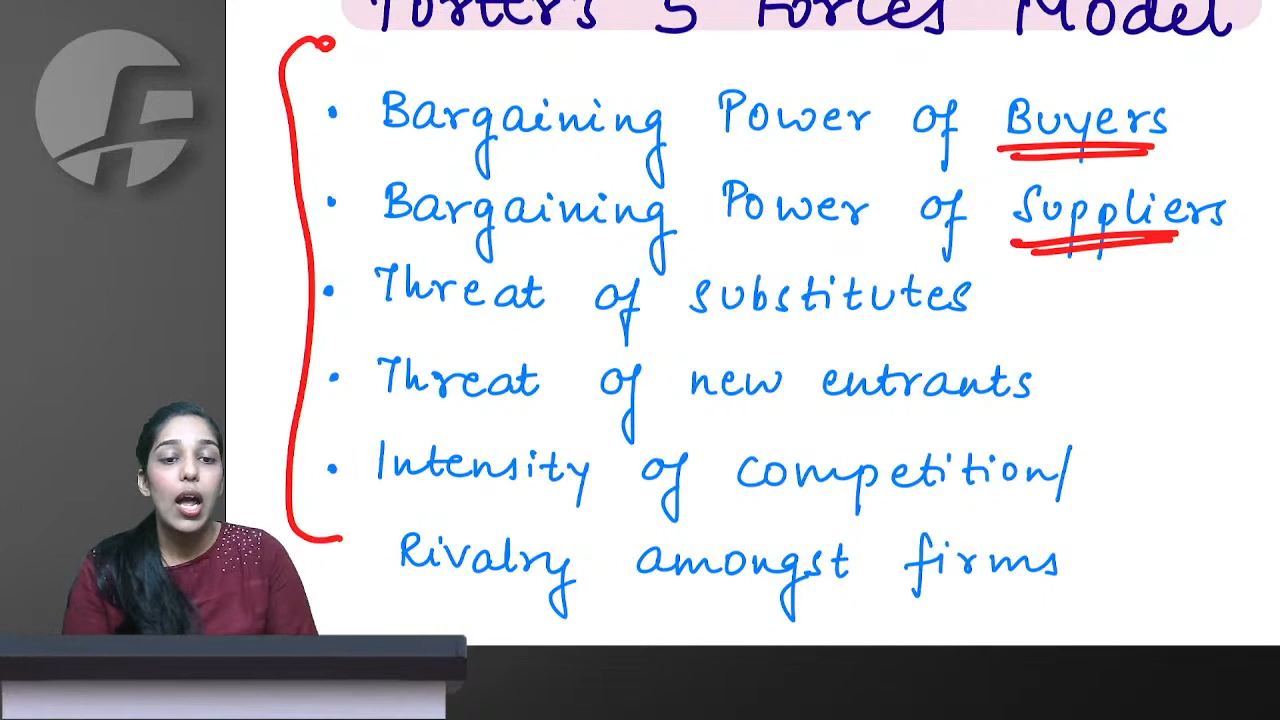 Porters 5 Forces Model
• Bargaining Power of Buyers
• Bargaining Power of Suppliers
• Threat of substitutes
• Threat of new entrants
• Intensity of competition/
Rivalry amongst firms